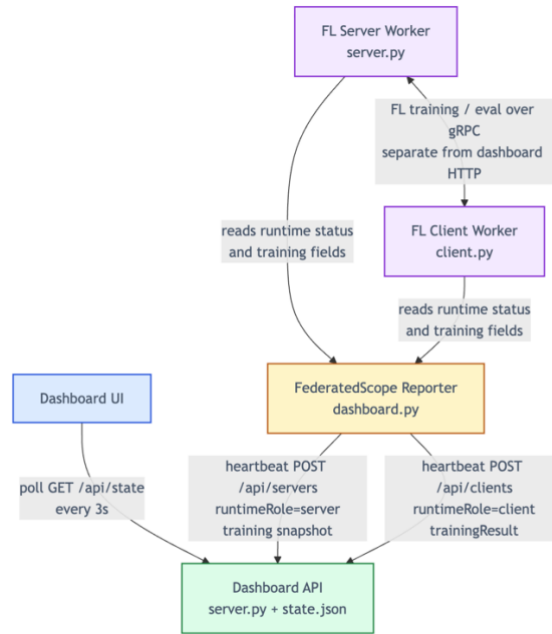 FL Server Worker
server.py
FL training / eval over
gRPC
separate from dashboard
HTTP
FL Client Worker
client.py
reads runtime status
and training fields
reads runtime status
and training fields
FederatedScope Reporter
dashboard.py
Dashboard UI
poll GET /api/state
every 3s
heartbeat POST
/api/servers
runtimeRole=server
training snapshot
heartbeat POST
/api/clients
runtimeRole=client
trainingResult
Dashboard API
server.py + state.json